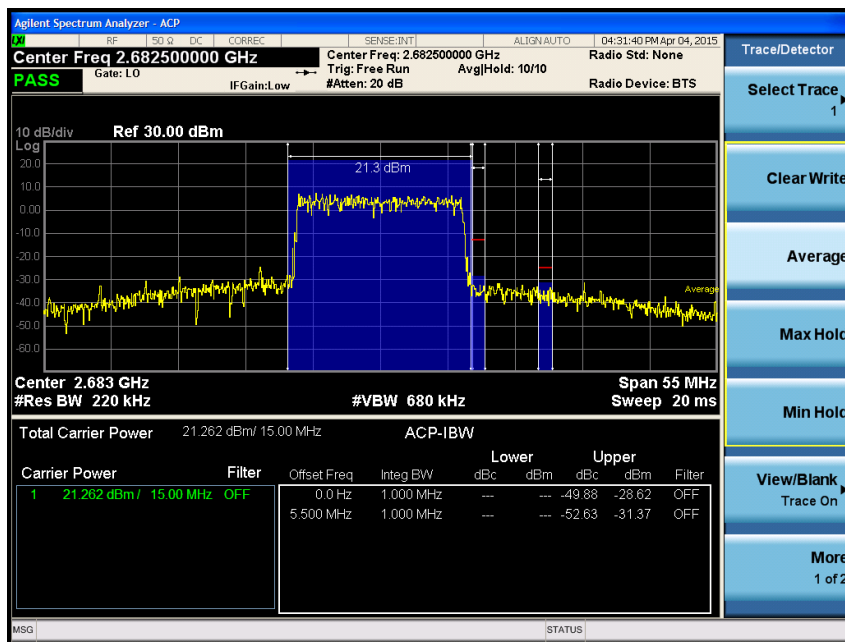 Agilent Spectrum Analyzer - ACP
LXI RF 50 Ω DC CORREC SENSE:INT ALIGN AUTO 04:31:40 PM Apr 04, 2015
Center Freq 2.682500000 GHz Center Freq: 2.682500000 GHz Radio Std: None
Trig: Free Run Avg|Hold: 10/10
PASS Gate: LO IFGain:Low #Atten: 20 dB Radio Device: BTS
10 dB/div Ref 30.00 dBm
Log
20.0
10.0
0.00
-10.0
-20.0
-30.0
-40.0
-50.0
-60.0
21.3 dBm
Average
Center 2.683 GHz Span 55 MHz
#Res BW 220 kHz #VBW 680 kHz Sweep 20 ms
Total Carrier Power 21.262 dBm/ 15.00 MHz ACP-IBW
Lower Upper
Carrier Power Filter Offset Freq Integ BW dBc dBm dBc dBm Filter
1 21.262 dBm / 15.00 MHz OFF 0.0 Hz 1.000 MHz --- --- -49.88 -28.62 OFF
5.500 MHz 1.000 MHz --- --- -52.63 -31.37 OFF
MSG STATUS
Trace/Detector
Select Trace
1
Clear Write
Average
Max Hold
Min Hold
View/Blank
Trace On
More
1 of 2